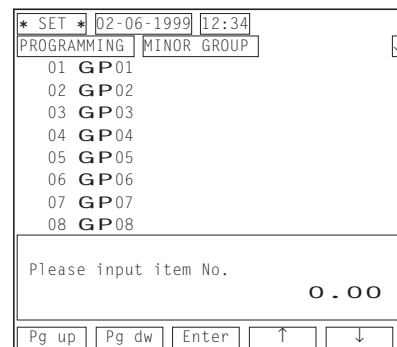 * SET * 02-06-1999 12:34
PROGRAMMING MINOR GROUP
01 GP01
02 GP02
03 GP03
04 GP04
05 GP05
06 GP06
07 GP07
08 GP08
Please input item No.
0.00
Pg up Pg dw Enter ↑ ↓